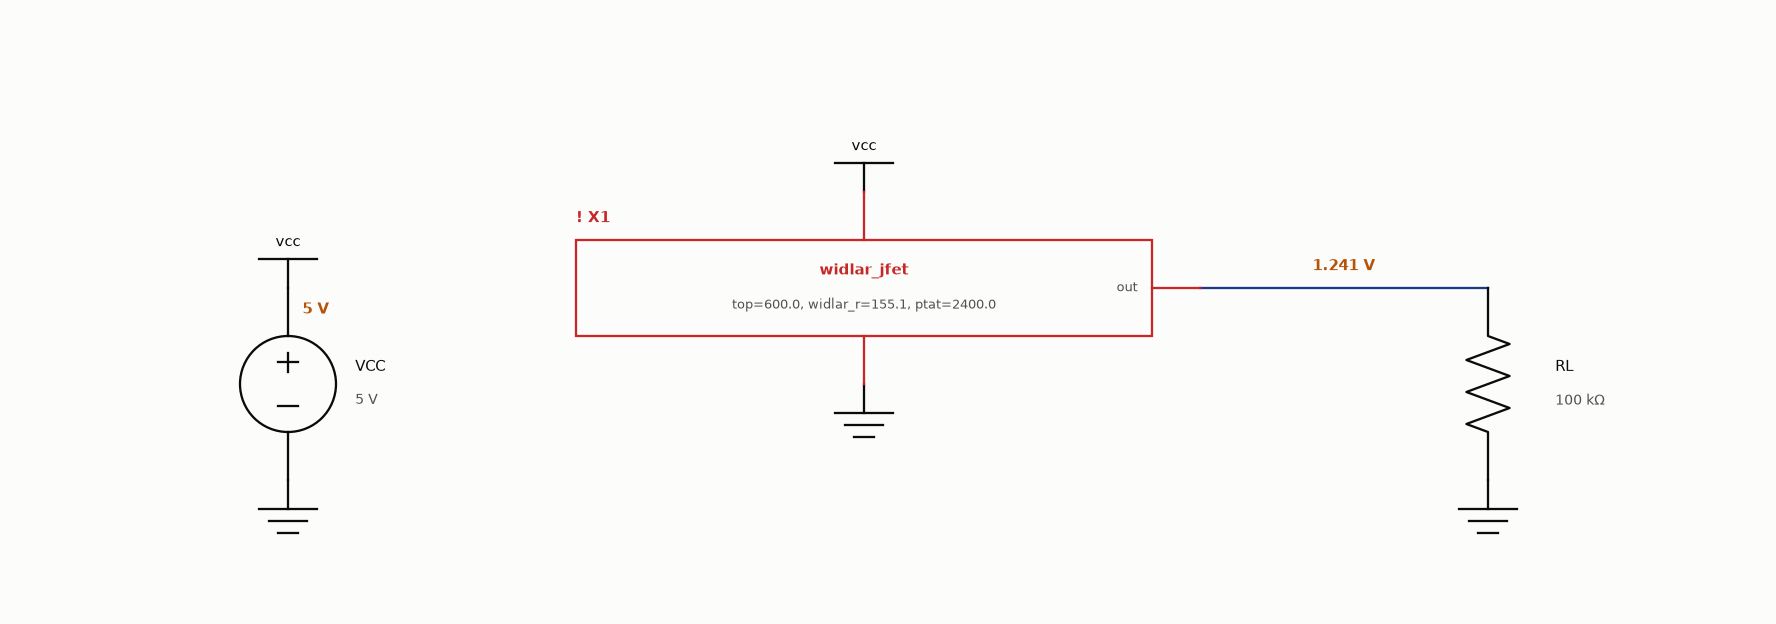 vcc
5 V
VCC
5 V
vcc
! X1
widlar_jfet
top=600.0, widlar_r=155.1, ptat=2400.0
out
1.241 V
RL
100 kΩ